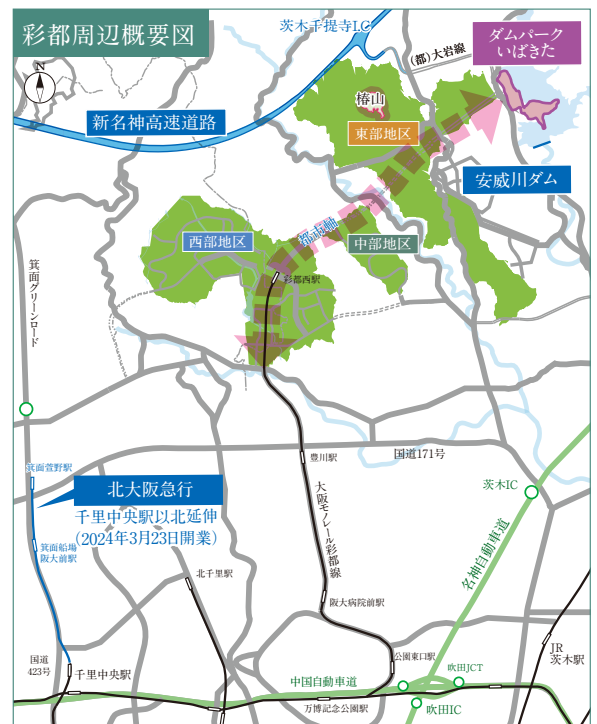 彩都周辺概要図
茨木千提寺I.C
(都)大岩線
ダムパーク
いばきた
N
新名神高速道路
椿山
東部地区
安威川ダム
西部地区
都市軸
中部地区
彩都西駅
箕面グリーンロード
豊川駅
国道171号
箕面萱野駅
北大阪急行
千里中央駅以北延伸
(2024年3月23日開業)
茨木IC
大阪モノレール彩都線
名神自動車道
箕面船場
阪大前駅
北千里駅
阪大病院前駅
国道
423号
千里中央駅
公園東口駅
JR
茨木駅
中国自動車道
吹田JCT
万博記念公園駅
吹田IC